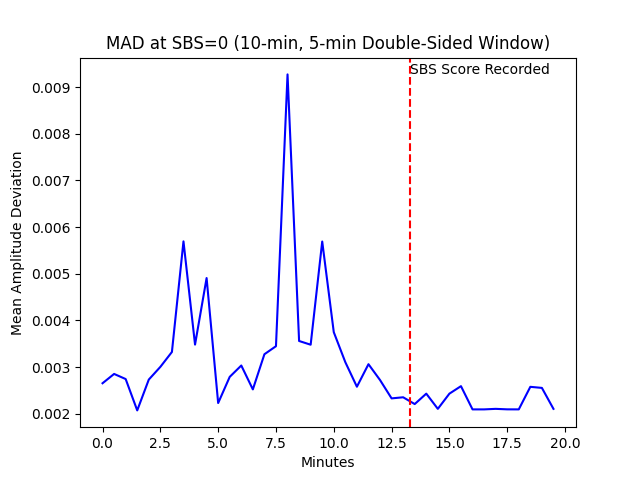 MAD at SBS=0 (10-min, 5-min Double-Sided Window)
SBS Score Recorded
Mean Amplitude Deviation
0.009
0.008
0.007
0.006
0.005
0.004
0.003
0.002
0.0 2.5 5.0 7.5 10.0 12.5 15.0 17.5 20.0
Minutes